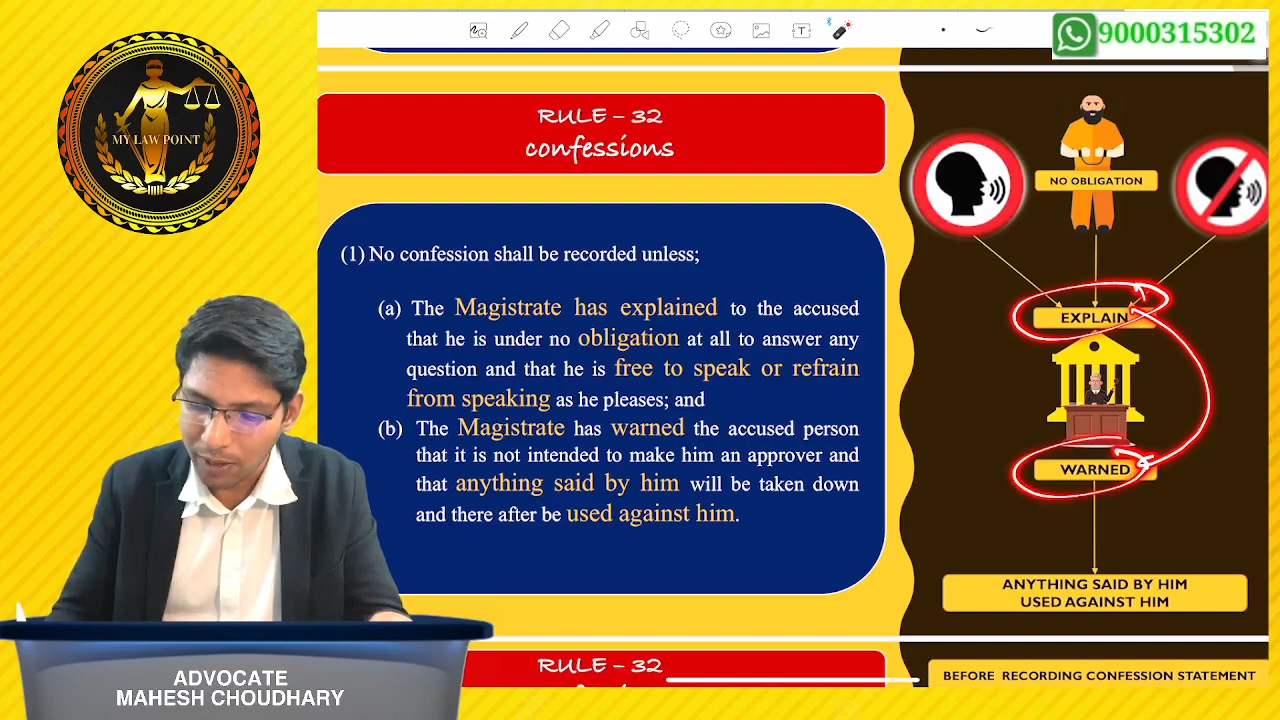 9000315302
MY LAW POINT
RULE – 32
confessions
(1) No confession shall be recorded unless;
(a) The Magistrate has explained to the accused
that he is under no obligation at all to answer any
question and that he is free to speak or refrain
from speaking as he pleases; and
(b) The Magistrate has warned the accused person
that it is not intended to make him an approver and
that anything said by him will be taken down
and there after be used against him.
NO OBLIGATION
EXPLAIN
WARNED
ANYTHING SAID BY HIM
USED AGAINST HIM
RULE – 32
BEFORE RECORDING CONFESSION STATEMENT
ADVOCATE
MAHESH CHOUDHARY